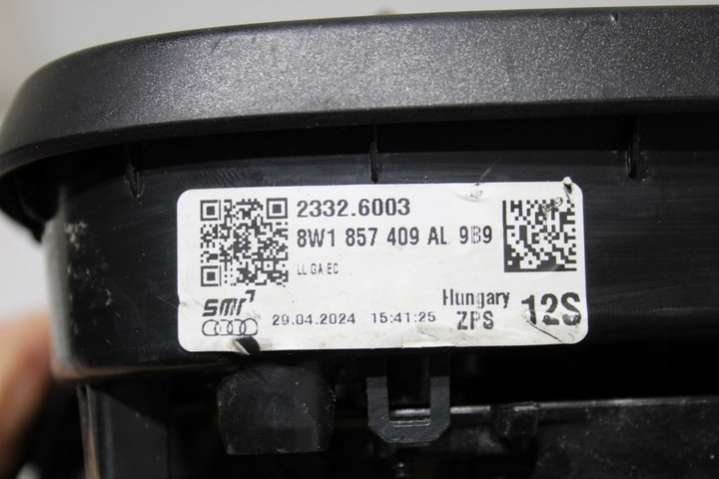 2332.6003
8W1 857 409 AL 9B9
LL GA EC
smr
Hungary
29.04.2024 15:41:25 ZPS 12S